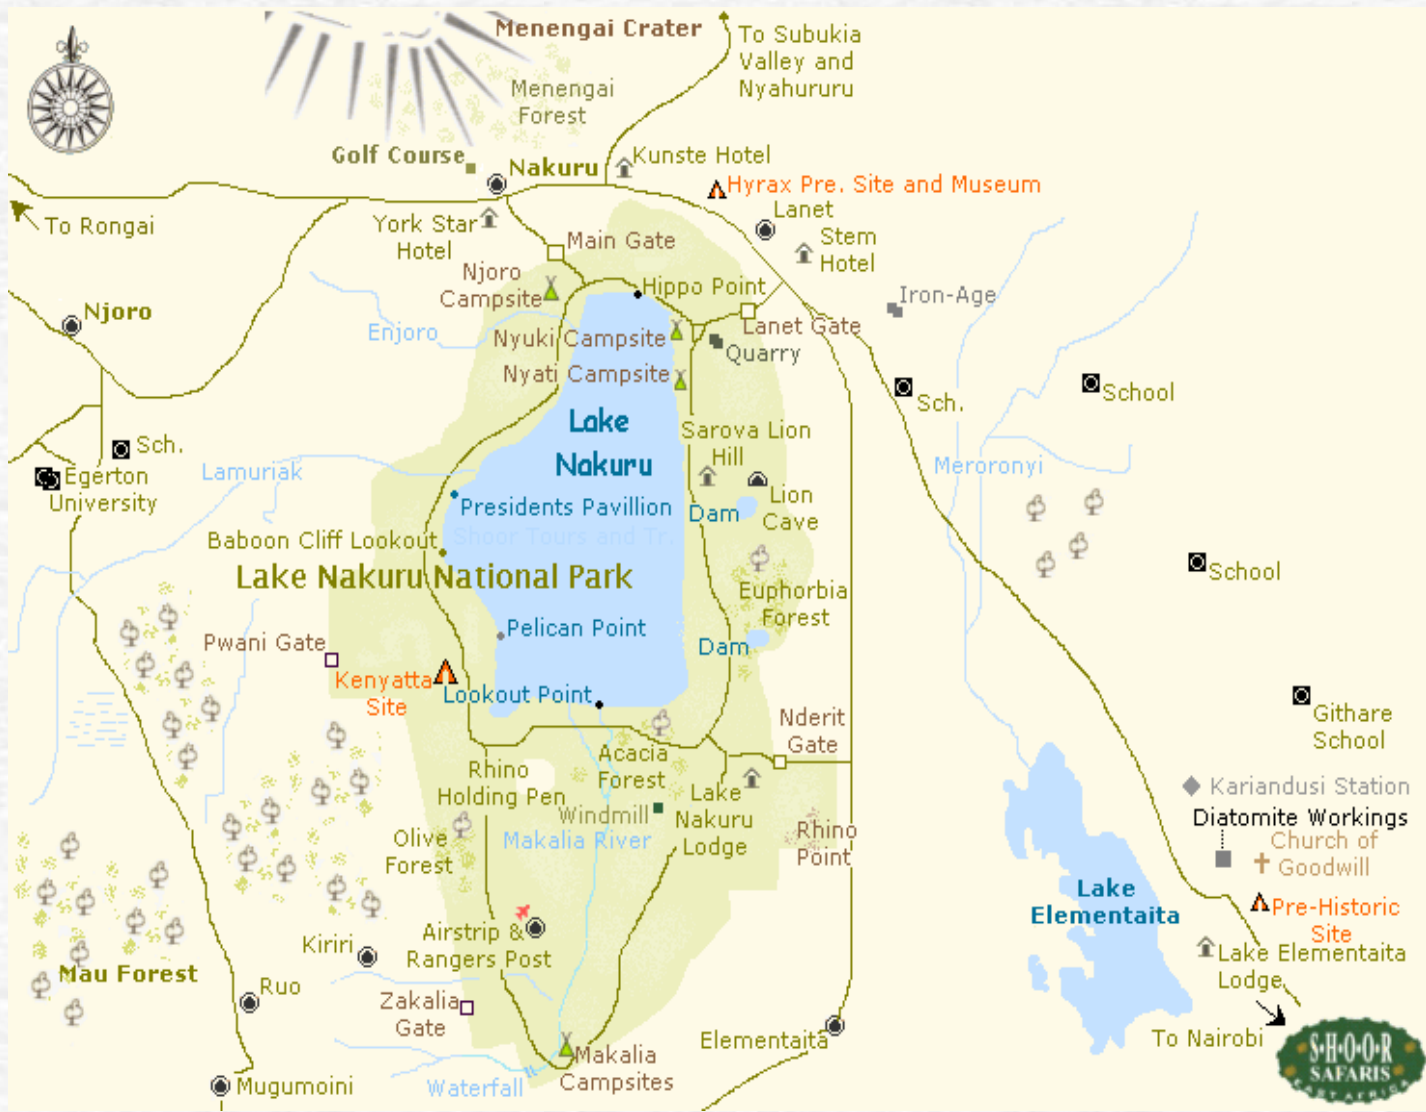 Menengai Crater
To Subukia
Valley and
Nyahururu
Menengai
Forest
Golf Course
Nakuru
Kunste Hotel
Hyrax Pre. Site and Museum
To Rongai
York Star
Hotel
Main Gate
Lanet
Stem
Hotel
Njoro
Campsite
Hippo Point
Iron-Age
Njoro
Enjoro
Nyuki Campsite
Lanet Gate
Quarry
Nyati Campsite
Sch.
School
Lake
Nakuru
Sarova Lion
Hill
Sch.
Lamuriak
Meroronyi
Egerton
University
Presidents Pavillion
Dam
Lion
Cave
Baboon Cliff Lookout
Shoor Tours and Tr.
Lake Nakuru National Park
School
Euphorbia
Forest
Pwani Gate
Pelican Point
Dam
Kenyatta
Site
Lookout Point
Nderit
Gate
Githare
School
Rhino
Holding Pen
Acacia
Forest
Kariandusi Station
Windmill
Lake
Nakuru
Lodge
Diatomite Workings
Olive
Forest
Makalia River
Rhino
Point
Church of
Goodwill
Lake
Elementaita
Pre-Historic
Site
Kiriri
Airstrip &
Rangers Post
Lake Elementaita
Lodge
Mau Forest
Ruo
Zakalia
Gate
Elementaita
To Nairobi
Makalia
Campsites
Mugumoini
Waterfall
S·H·O·O·R
SAFARIS
EAST AFRICA